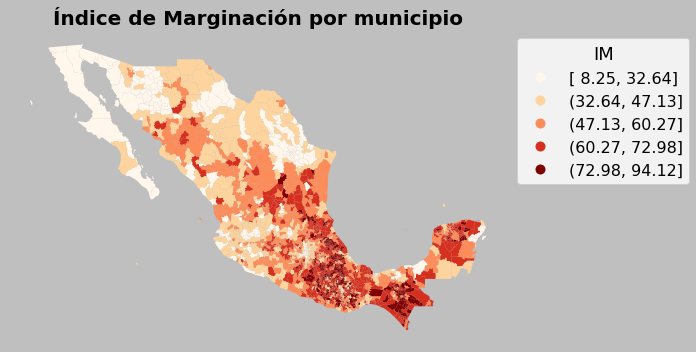 Índice de Marginación por municipio
IM
[ 8.25, 32.64]
(32.64, 47.13]
(47.13, 60.27]
(60.27, 72.98]
(72.98, 94.12]